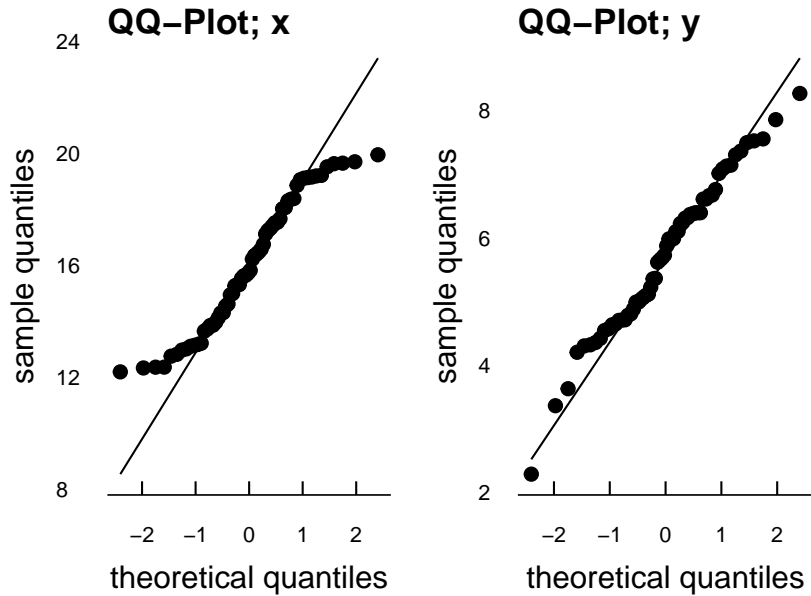 QQ−Plot; x
sample quantiles
24
20
16
12
8
−2 −1 0 1 2
theoretical quantiles
QQ−Plot; y
sample quantiles
8
6
4
2
−2 −1 0 1 2
theoretical quantiles